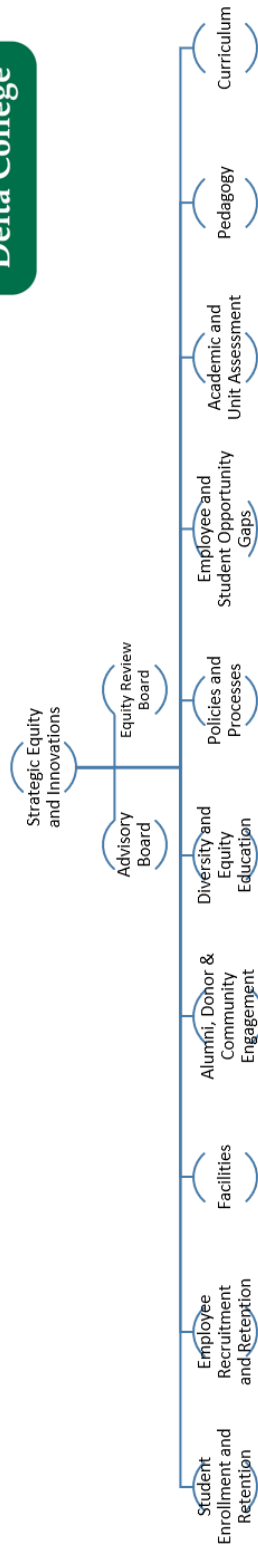 Delta College
Strategic Equity
and Innovations
Advisory
Board
Equity Review
Board
Student
Enrollment and
Retention
Employee
Recruitment
and Retention
Facilities
Alumni, Donor &
Community
Engagement
Diversity and
Equity
Education
Policies and
Processes
Employee and
Student Opportunity
Gaps
Academic and
Unit Assessment
Pedagogy
Curriculum